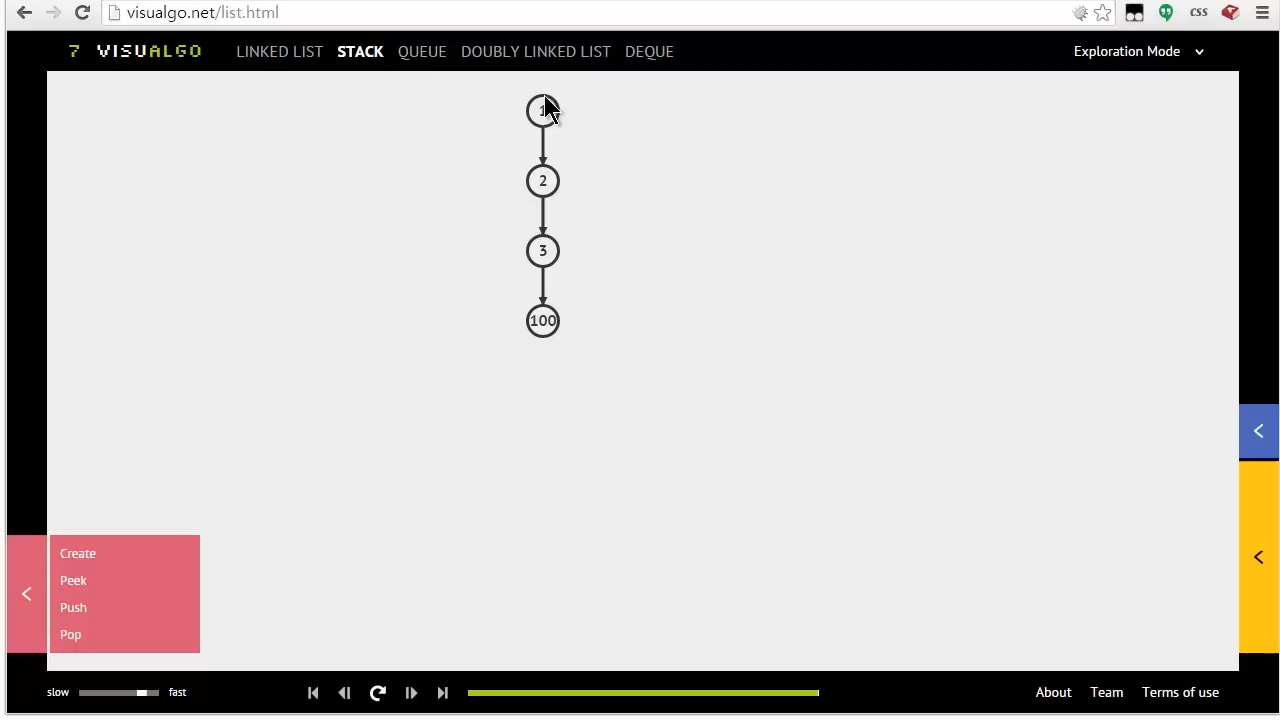 visualgo.net/list.html
CSS
7 VISUALGO LINKED LIST STACK QUEUE DOUBLY LINKED LIST DEQUE Exploration Mode
1
2
3
100
Create
Peek
Push
Pop
slow fast About Team Terms of use